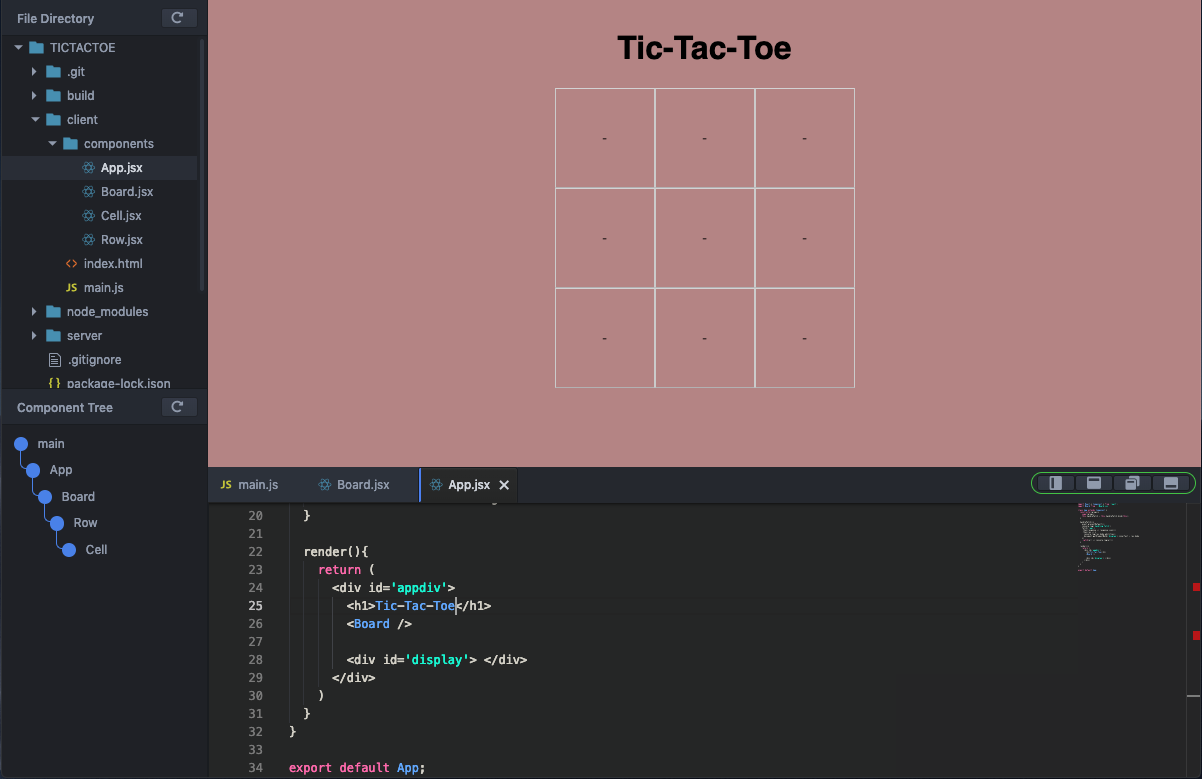 File Directory
TICTACTOE
.git
build
client
components
App.jsx
Board.jsx
Cell.jsx
Row.jsx
<> index.html
JS main.js
node_modules
server
.gitignore
{} package-lock.json
Component Tree
main
App
Board
Row
Cell
Tic-Tac-Toe
- - -
- - -
- - -
JS main.js Board.jsx App.jsx
20 }
21
22 render(){
23 return (
24 <div id='appdiv'>
25 <h1>Tic-Tac-Toe</h1>
26 <Board />
27
28 <div id='display'> </div>
29 </div>
30 )
31 }
32 }
33
34 export default App;